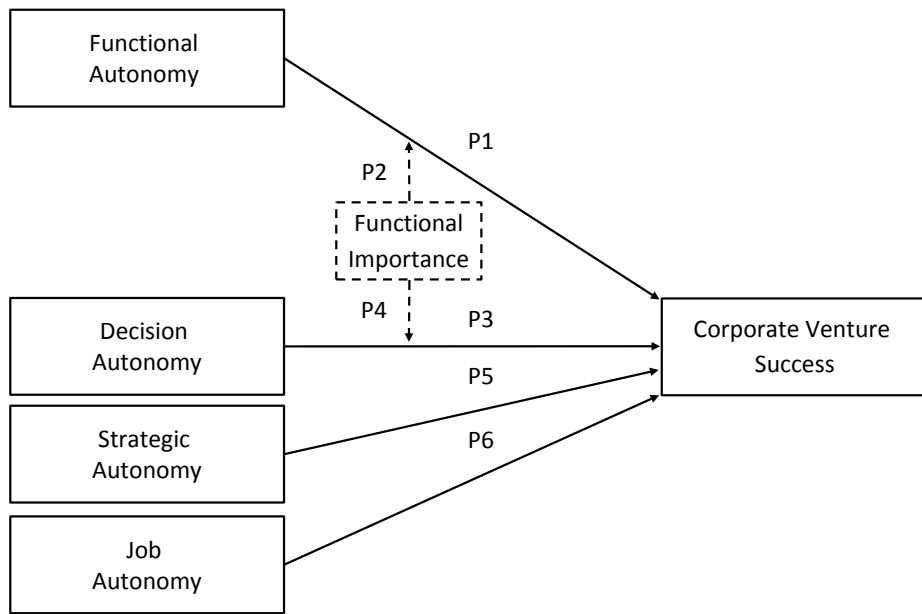 Functional
Autonomy
P1
P2
Functional
Importance
P4
P3
Decision
Autonomy
Corporate Venture
Success
P5
Strategic
Autonomy
P6
Job
Autonomy